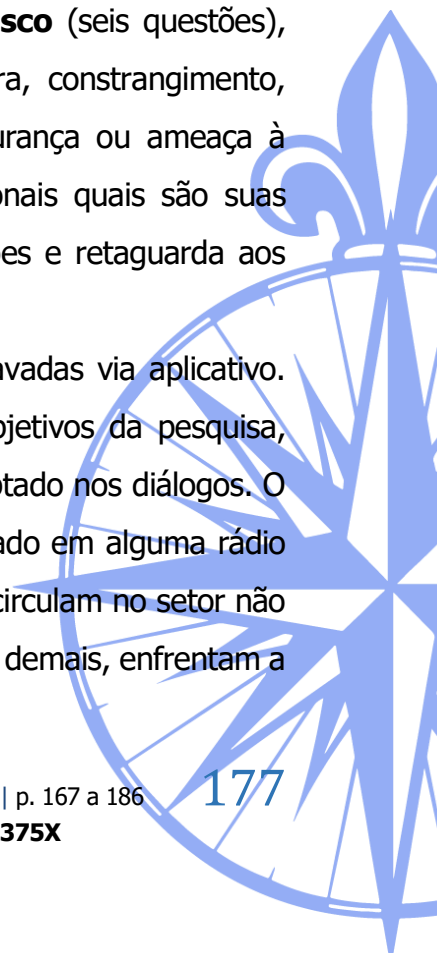 sco (seis questões),
ra, constrangimento,
urança ou ameaça à
onais quais são suas
es e retaguarda aos
avadas via aplicativo.
bjetivos da pesquisa,
otado nos diálogos. O
ado em alguma rádio
circulam no setor não
demais, enfrentam a
| p. 167 a 186 177
375X